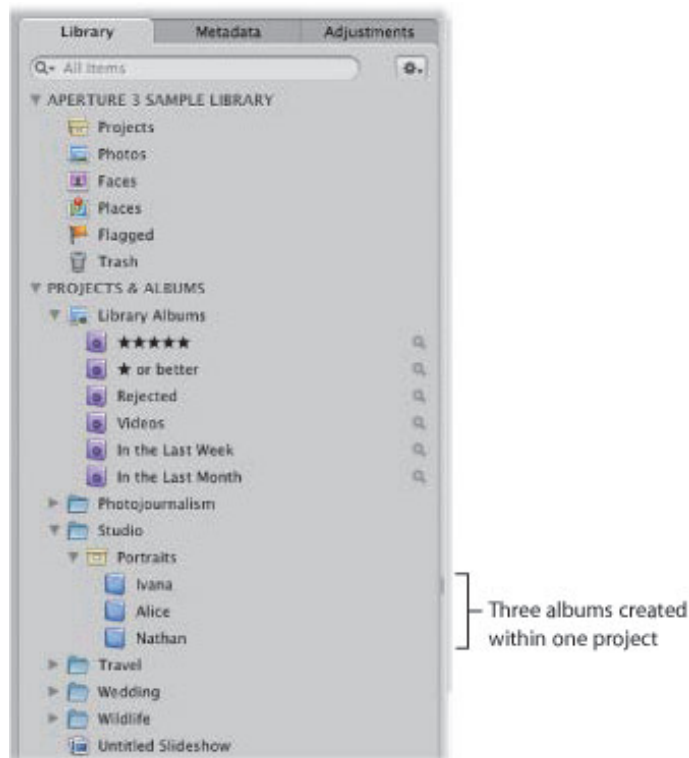 Library Metadata Adjustments
All Items
APERTURE 3 SAMPLE LIBRARY
Projects
Photos
Faces
Places
Flagged
Trash
PROJECTS & ALBUMS
Library Albums
★★★★★
★ or better
Rejected
Videos
In the Last Week
In the Last Month
Photojournalism
Studio
Portraits
Ivana
Alice
Nathan
Three albums created
within one project
Travel
Wedding
Wildlife
Untitled Slideshow